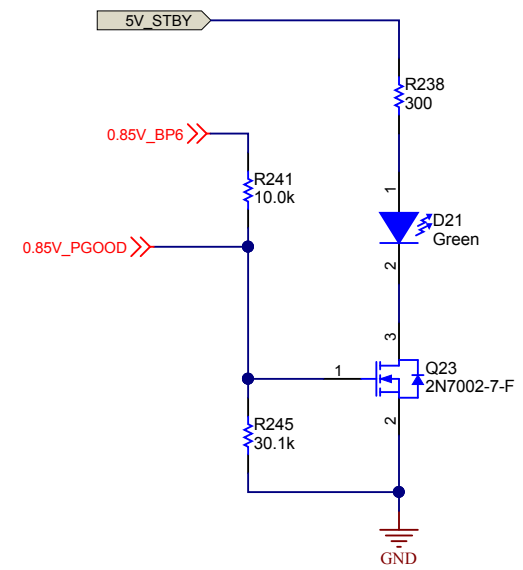 5V_STBY
R238
300
0.85V_BP6
R241
10.0k
1
D21
Green
0.85V_PGOOD
2
3
1
Q23
2N7002-7-F
2
R245
30.1k
GND